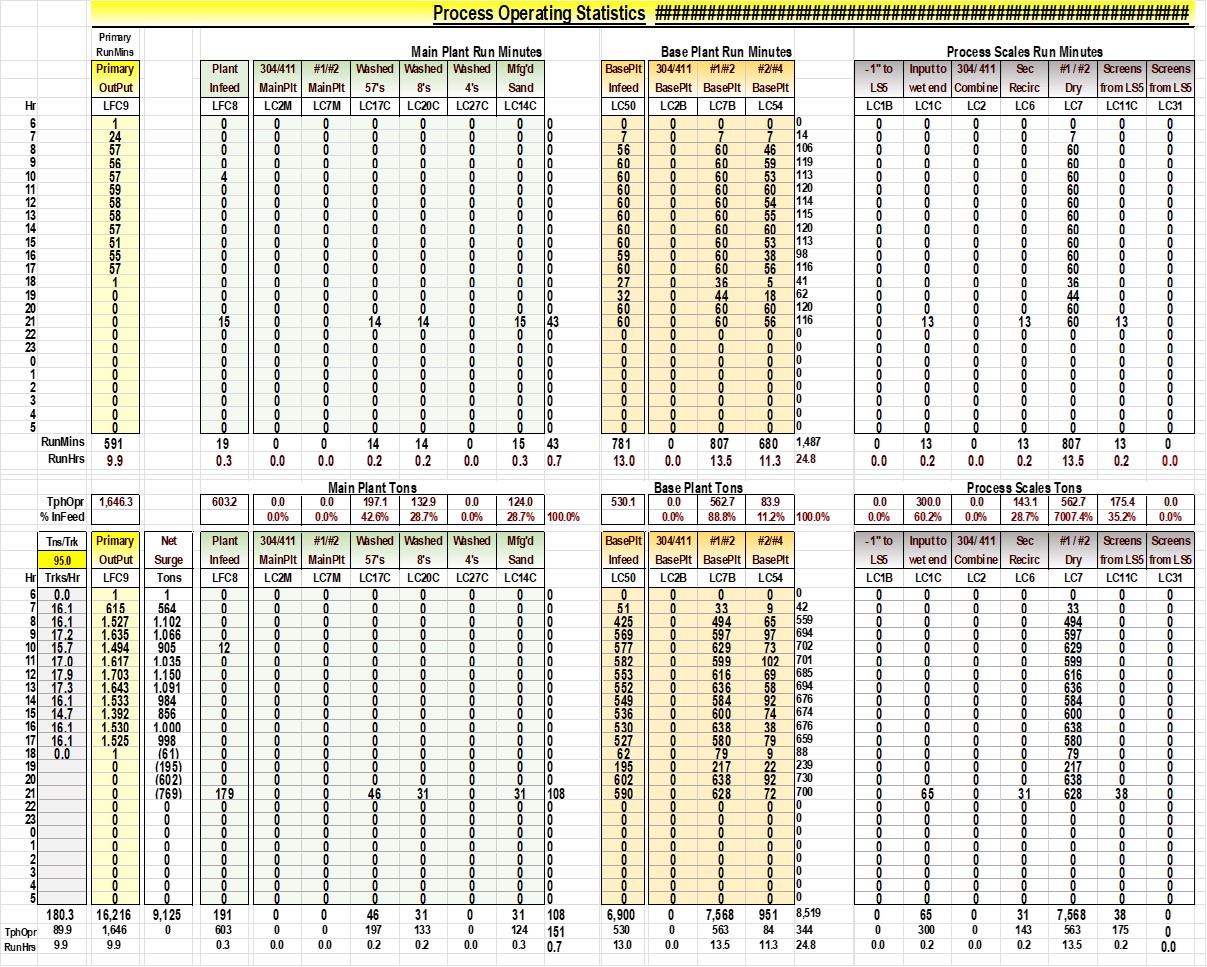 Process Operating Statistics ##########################################################
Primary
RunMins Main Plant Run Minutes Base Plant Run Minutes Process Scales Run Minutes
Primary Plant 304/411 #1/#2 Washed Washed Washed Mfg'd BasePlt 304/411 #1/#2 #2/#4 -1" to Input to 304/ 411 Sec #1 / #2 Screens Screens
OutPut Infeed MainPlt MainPlt 57's 8's 4's Sand Infeed BasePlt BasePlt BasePlt LS5 wet end Combine Recirc Dry from LS5 from LS5
Hr LFC9 LFC8 LC2M LC7M LC17C LC20C LC27C LC14C LC50 LC2B LC7B LC54 LC1B LC1C LC2 LC6 LC7 LC11C LC31
6 1 0 0 0 0 0 0 0 0 0 0 0 0 0 0 0 0 0 0 0 0
7 24 0 0 0 0 0 0 0 0 7 0 7 7 14 0 0 0 0 7 0 0
8 57 0 0 0 0 0 0 0 0 56 0 60 46 106 0 0 0 0 60 0 0
9 56 0 0 0 0 0 0 0 0 60 0 60 59 119 0 0 0 0 60 0 0
10 57 4 0 0 0 0 0 0 0 60 0 60 53 113 0 0 0 0 60 0 0
11 59 0 0 0 0 0 0 0 0 60 0 60 60 120 0 0 0 0 60 0 0
12 58 0 0 0 0 0 0 0 0 60 0 60 54 114 0 0 0 0 60 0 0
13 58 0 0 0 0 0 0 0 0 60 0 60 55 115 0 0 0 0 60 0 0
14 57 0 0 0 0 0 0 0 0 60 0 60 60 120 0 0 0 0 60 0 0
15 51 0 0 0 0 0 0 0 0 60 0 60 53 113 0 0 0 0 60 0 0
16 55 0 0 0 0 0 0 0 0 59 0 60 38 98 0 0 0 0 60 0 0
17 57 0 0 0 0 0 0 0 0 60 0 60 56 116 0 0 0 0 60 0 0
18 1 0 0 0 0 0 0 0 0 27 0 36 5 41 0 0 0 0 36 0 0
19 0 0 0 0 0 0 0 0 0 32 0 44 18 62 0 0 0 0 44 0 0
20 0 0 0 0 0 0 0 0 0 60 0 60 60 120 0 0 0 0 60 0 0
21 0 15 0 0 14 14 0 15 43 60 0 60 56 116 0 13 0 13 60 13 0
22 0 0 0 0 0 0 0 0 0 0 0 0 0 0 0 0 0 0 0 0 0
23 0 0 0 0 0 0 0 0 0 0 0 0 0 0 0 0 0 0 0 0 0
0 0 0 0 0 0 0 0 0 0 0 0 0 0 0 0 0 0 0 0 0 0
1 0 0 0 0 0 0 0 0 0 0 0 0 0 0 0 0 0 0 0 0 0
2 0 0 0 0 0 0 0 0 0 0 0 0 0 0 0 0 0 0 0 0 0
3 0 0 0 0 0 0 0 0 0 0 0 0 0 0 0 0 0 0 0 0 0
4 0 0 0 0 0 0 0 0 0 0 0 0 0 0 0 0 0 0 0 0 0
5 0 0 0 0 0 0 0 0 0 0 0 0 0 0 0 0 0 0 0 0 0
RunMins 591 19 0 0 14 14 0 15 43 781 0 807 680 1,487 0 13 0 13 807 13 0
RunHrs 9.9 0.3 0.0 0.0 0.2 0.2 0.0 0.3 0.7 13.0 0.0 13.5 11.3 24.8 0.0 0.2 0.0 0.2 13.5 0.2 0.0
Main Plant Tons Base Plant Tons Process Scales Tons
TphOpr 1,646.3 603.2 0.0 0.0 197.1 132.9 0.0 124.0 530.1 0.0 562.7 83.9 0.0 300.0 0.0 143.1 562.7 175.4 0.0
% InFeed 0.0% 0.0% 42.6% 28.7% 0.0% 28.7% 100.0% 0.0% 88.8% 11.2% 100.0% 0.0% 60.2% 0.0% 28.7% 7007.4% 35.2% 0.0%
Tns/Trk Primary Net Plant 304/411 #1/#2 Washed Washed Washed Mfg'd BasePlt 304/411 #1/#2 #2/#4 -1" to Input to 304/ 411 Sec #1 / #2 Screens Screens
95.0 OutPut Surge Infeed MainPlt MainPlt 57's 8's 4's Sand Infeed BasePlt BasePlt BasePlt LS5 wet end Combine Recirc Dry from LS5 from LS5
Hr Trks/Hr LFC9 Tons LFC8 LC2M LC7M LC17C LC20C LC27C LC14C LC50 LC2B LC7B LC54 LC1B LC1C LC2 LC6 LC7 LC11C LC31
6 0.0 1 1 0 0 0 0 0 0 0 0 0 0 0 0 0 0 0 0 0 0 0 0
7 16.1 615 564 0 0 0 0 0 0 0 0 51 0 33 9 42 0 0 0 0 33 0 0
8 16.1 1.527 1.102 0 0 0 0 0 0 0 0 425 0 494 65 559 0 0 0 0 494 0 0
9 17.2 1.635 1.066 0 0 0 0 0 0 0 0 569 0 597 97 694 0 0 0 0 597 0 0
10 15.7 1.494 905 12 0 0 0 0 0 0 0 577 0 629 73 702 0 0 0 0 629 0 0
11 17.0 1.617 1.035 0 0 0 0 0 0 0 0 582 0 599 102 701 0 0 0 0 599 0 0
12 17.9 1.703 1.150 0 0 0 0 0 0 0 0 553 0 616 69 685 0 0 0 0 616 0 0
13 17.3 1.643 1.091 0 0 0 0 0 0 0 0 552 0 636 58 694 0 0 0 0 636 0 0
14 16.1 1.533 984 0 0 0 0 0 0 0 0 549 0 584 92 676 0 0 0 0 584 0 0
15 14.7 1.392 856 0 0 0 0 0 0 0 0 536 0 600 74 674 0 0 0 0 600 0 0
16 16.1 1.530 1.000 0 0 0 0 0 0 0 0 530 0 638 38 676 0 0 0 0 638 0 0
17 16.1 1.525 998 0 0 0 0 0 0 0 0 527 0 580 79 659 0 0 0 0 580 0 0
18 0.0 1 (61) 0 0 0 0 0 0 0 0 62 0 79 9 88 0 0 0 0 79 0 0
19 0 (195) 0 0 0 0 0 0 0 0 195 0 217 22 239 0 0 0 0 217 0 0
20 0 (602) 0 0 0 0 0 0 0 0 602 0 638 92 730 0 0 0 0 638 0 0
21 0 (769) 179 0 0 46 31 0 31 108 590 0 628 72 700 0 65 0 31 628 38 0
22 0 0 0 0 0 0 0 0 0 0 0 0 0 0 0 0 0 0 0 0 0 0
23 0 0 0 0 0 0 0 0 0 0 0 0 0 0 0 0 0 0 0 0 0 0
0 0 0 0 0 0 0 0 0 0 0 0 0 0 0 0 0 0 0 0 0 0 0
1 0 0 0 0 0 0 0 0 0 0 0 0 0 0 0 0 0 0 0 0 0 0
2 0 0 0 0 0 0 0 0 0 0 0 0 0 0 0 0 0 0 0 0 0 0
3 0 0 0 0 0 0 0 0 0 0 0 0 0 0 0 0 0 0 0 0 0 0
4 0 0 0 0 0 0 0 0 0 0 0 0 0 0 0 0 0 0 0 0 0 0
5 0 0 0 0 0 0 0 0 0 0 0 0 0 0 0 0 0 0 0 0 0 0
180.3 16,216 9,125 191 0 0 46 31 0 31 108 6,900 0 7,568 951 8,519 0 65 0 31 7,568 38 0
TphOpr 89.9 1,646 0 603 0 0 197 133 0 124 151 530 0 563 84 344 0 300 0 143 563 175 0
RunHrs 9.9 9.9 0.3 0.0 0.0 0.2 0.2 0.0 0.3 0.7 13.0 0.0 13.5 11.3 24.8 0.0 0.2 0.0 0.2 13.5 0.2 0.0